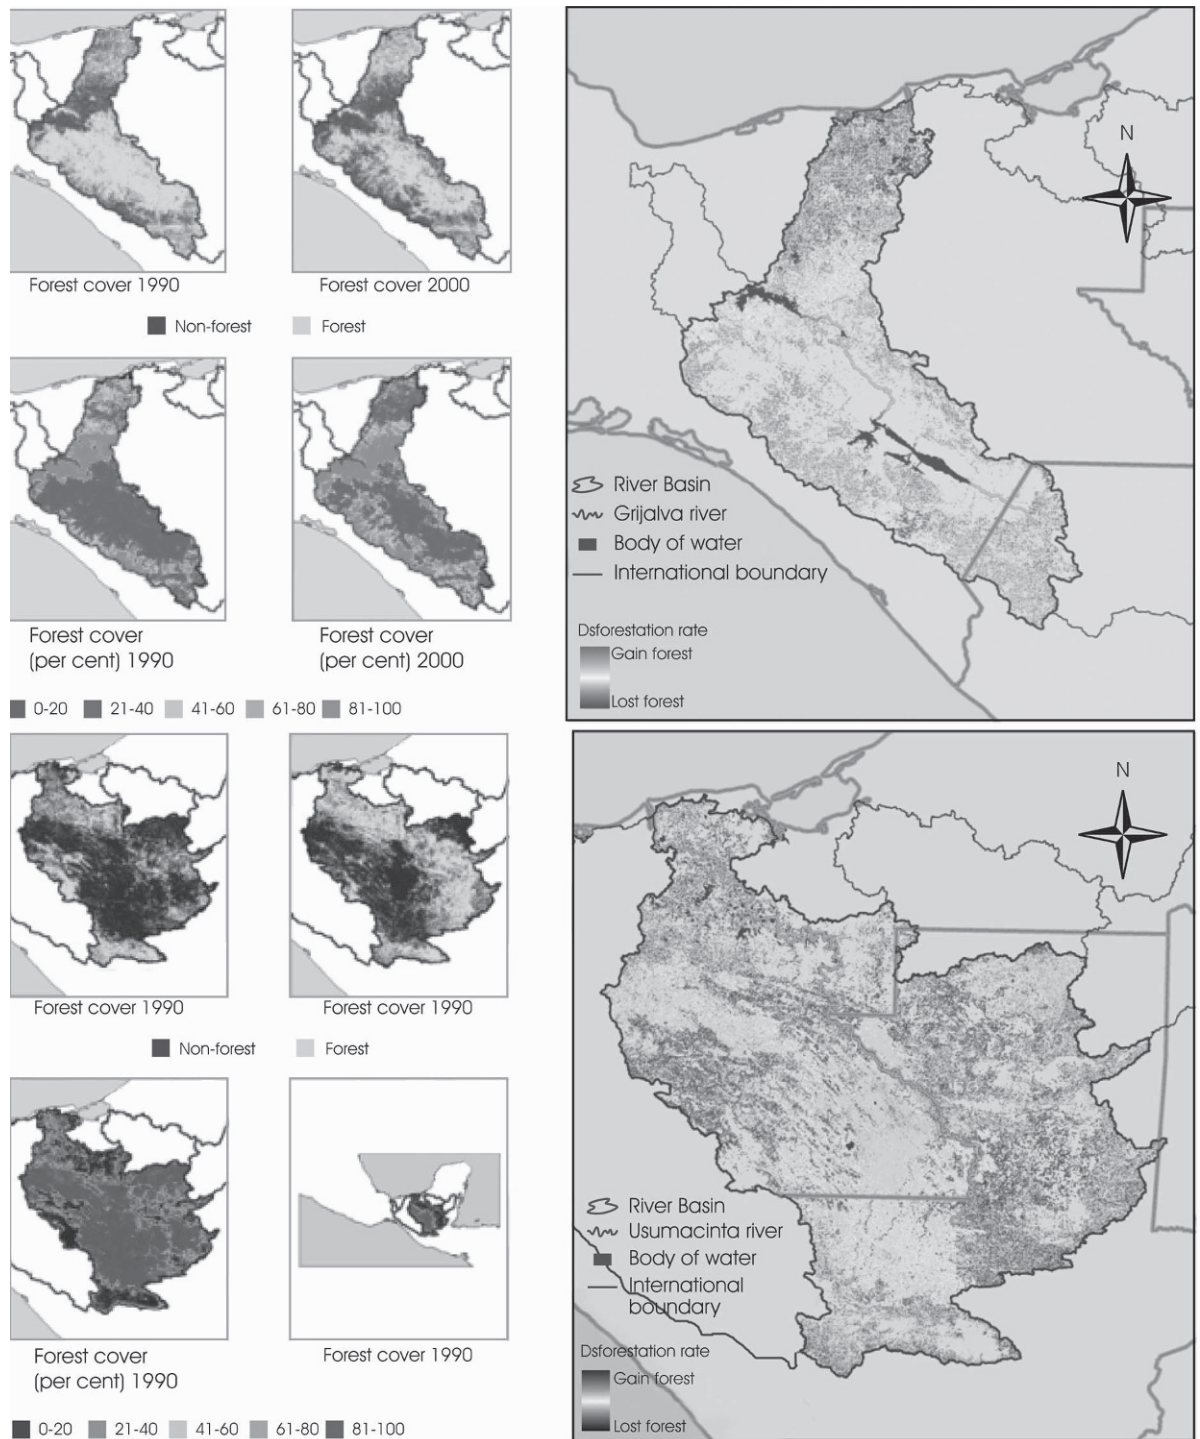 Forest cover 1990
Forest cover 2000
Non-forest
Forest
Forest cover
(per cent) 1990
Forest cover
(per cent) 2000
0-20
21-40
41-60
61-80
81-100
N
River Basin
Grijalva river
Body of water
International boundary
Dsforestation rate
Gain forest
Lost forest
Forest cover 1990
Forest cover 1990
Non-forest
Forest
Forest cover
(per cent) 1990
Forest cover 1990
0-20
21-40
41-60
61-80
81-100
N
River Basin
Usumacinta river
Body of water
International
boundary
Dsforestation rate
Gain forest
Lost forest